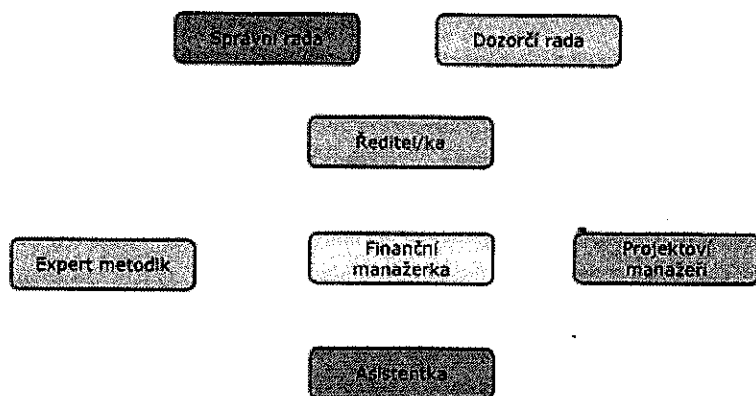 Správní rada
Dozorčí rada
Ředitel/ka
Expert metodik
Finanční
manažerka
Projektoví
manažeři
Asistentka